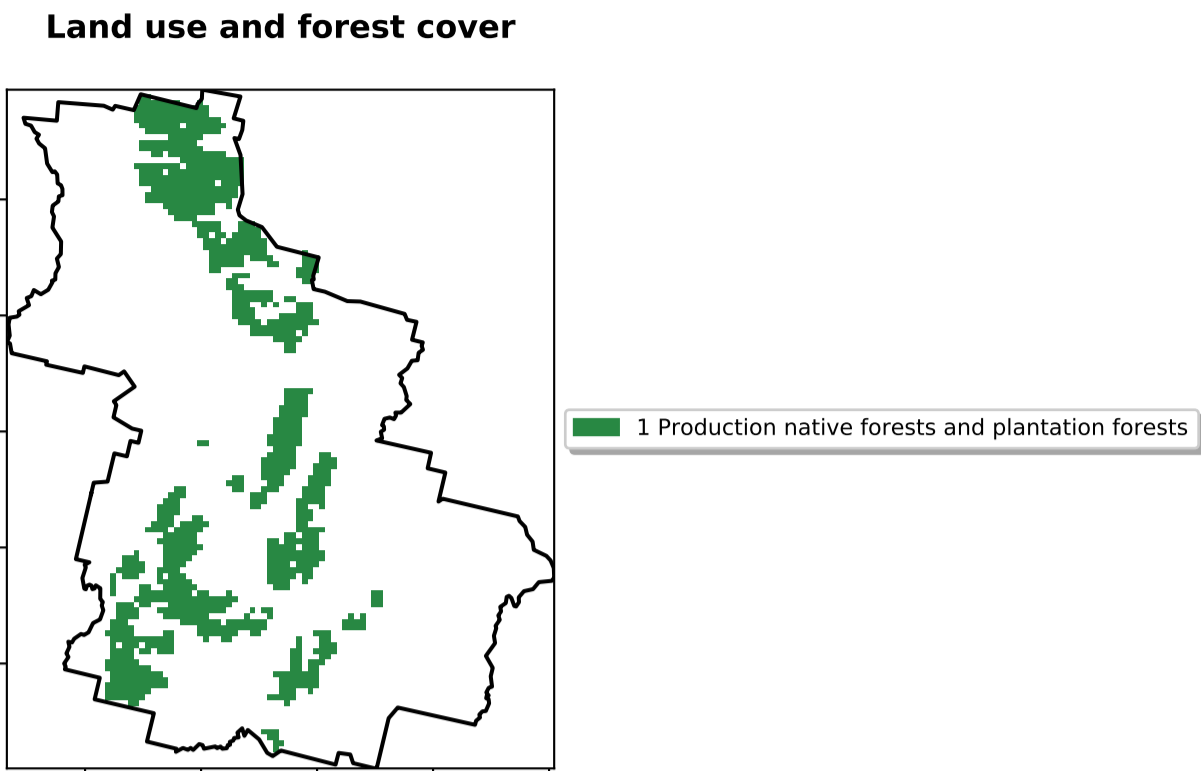 Land use and forest cover
1 Production native forests and plantation forests